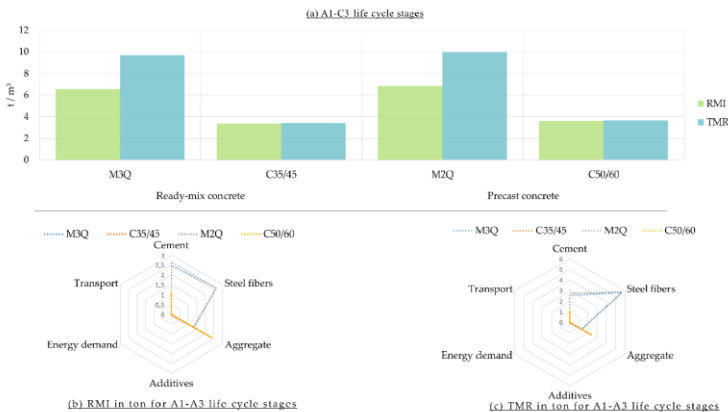 (a) A1-C3 life cycle stages
12
10
8
6
4
2
0
t / m³
M3Q C35/45 M2Q C50/60
Ready-mix concrete Precast concrete
RMI
TMR
M3Q C35/45 M2Q C50/60
Cement
3
2,5
2
1,5
1
0,5
0
Steel fibers
Aggregate
Additives
Energy demand
Transport
(b) RMI in ton for A1-A3 life cycle stages
M3Q C35/45 M2Q C50/60
Cement
6
5
4
3
2
1
0
Steel fibers
Aggregate
Additives
Energy demand
Transport
(c) TMR in ton for A1-A3 life cycle stages